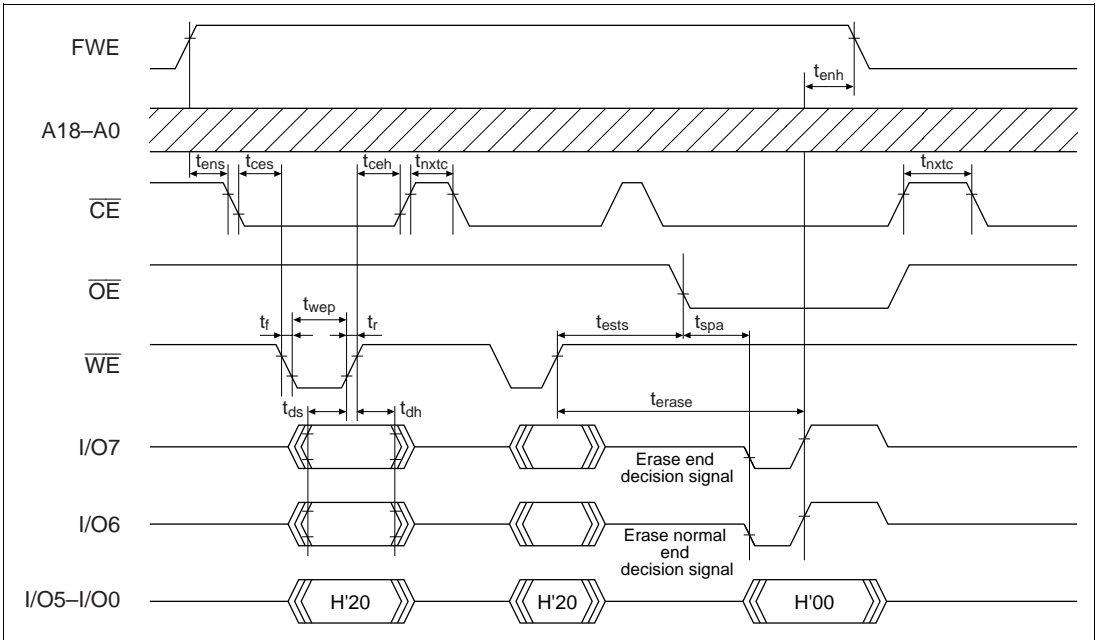 FWE
tenh
A18–A0
tens tces tceh tnxtc tnxtc
CE
OE
tf twep tr tests tspa
WE
tds tdh terase
I/O7
Erase end
decision signal
I/O6
Erase normal
end
decision signal
I/O5–I/O0 H'20 H'20 H'00